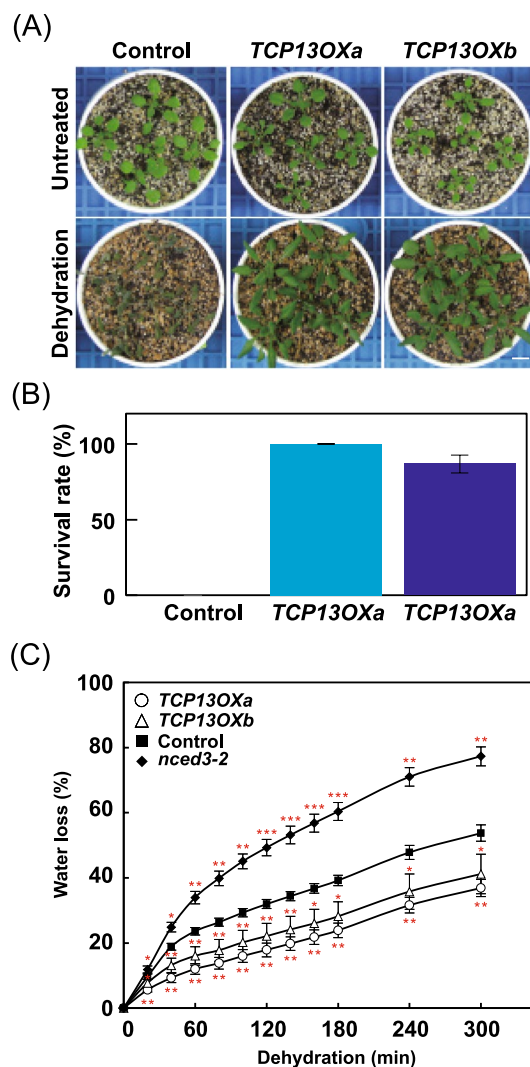 (A)
Control TCP13OXa TCP13OXb
Untreated
Dehydration
(B)
Survival rate (%)
100
50
0
Control TCP13OXa TCP13OXa
(C)
Water loss (%)
100
80
60
40
20
0
TCP13OXa
TCP13OXb
Control
nced3-2
** ** ** ** ** *** *** *** *** ** **
* * ** ** ** ** ** ** * * * *
** ** ** ** ** ** ** ** ** ** **
0 60 120 180 240 300
Dehydration (min)